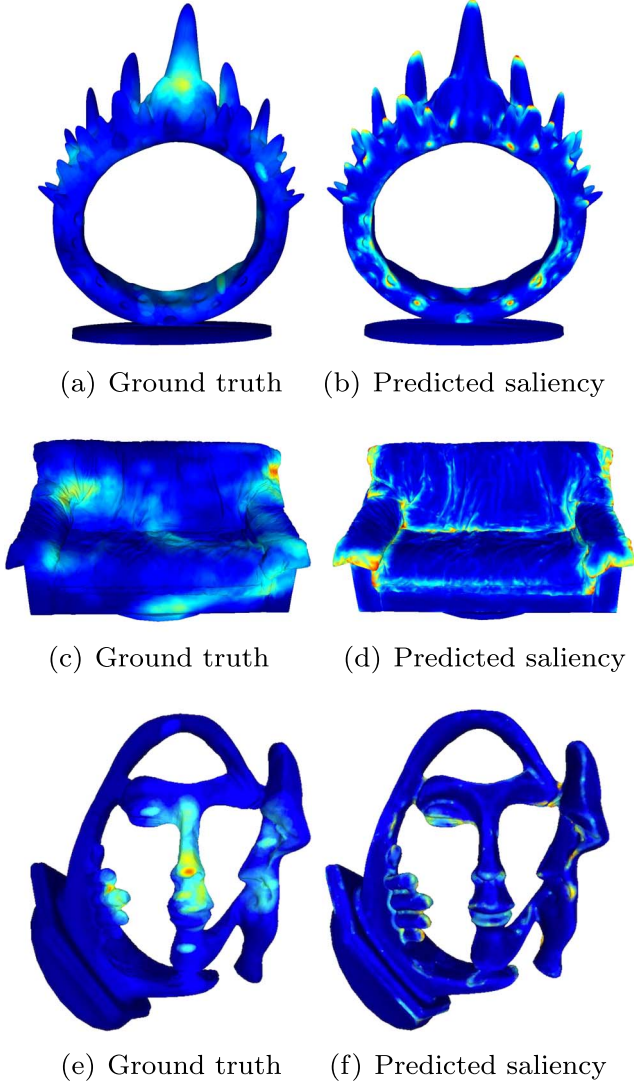 (a) Ground truth
(b) Predicted saliency
(c) Ground truth
(d) Predicted saliency
(e) Ground truth
(f) Predicted saliency